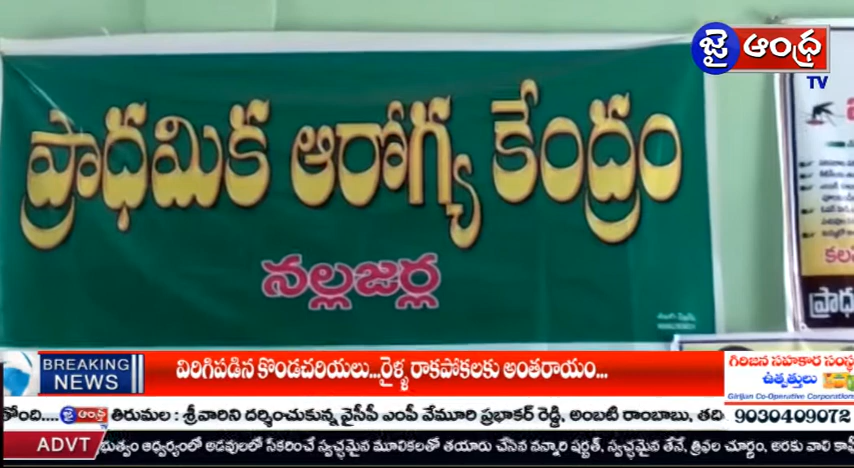 జై ఆంధ్ర
TV
ప్రాధమిక ఆరోగ్య కేంద్రం
నల్లజర్ల
ప్రాధ
BREAKING NEWS
విరిగిపడిన కొండచరియలు...రైళ్ళ రాకపోకలకు అంతరాయం...
గిరిజన సహకార సంస్థ
ఉత్పత్తులు
Girijan Co-Operative Corporation
తోంది.... జై ఆంధ్ర తిరుమల : శ్రీవారిని దర్శించుకున్న వైసీపీ ఎంపీ వేమూరి ప్రభాకర్ రెడ్డి, అంబటి రాంబాబు, తది
9030409072
ADVT
భుత్వం ఆధ్వర్యంలో అడవులలో సేకరించే స్వచ్ఛమైన మూలికలతో తయారు చేసిన నన్నారి షర్బత్, స్వచ్ఛమైన తేనే, త్రిఫల చూర్ణం, అరకు వాలి కాఫీ